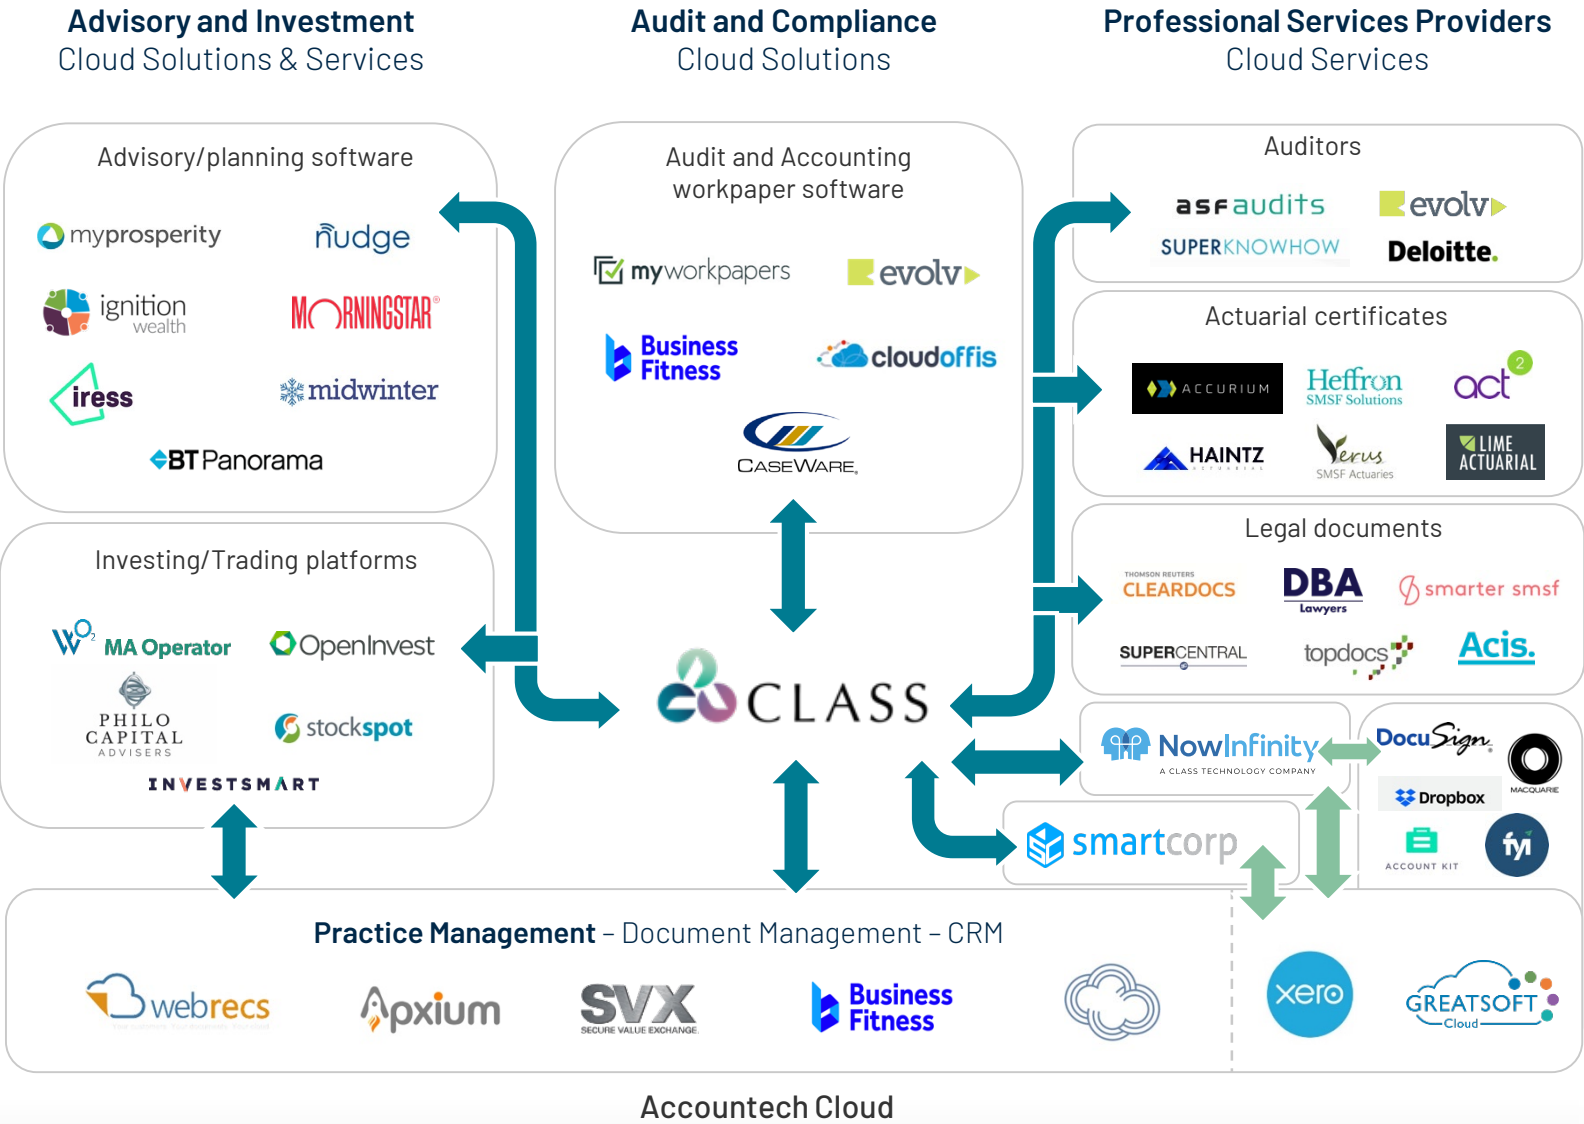 Advisory and Investment
Cloud Solutions & Services
Audit and Compliance
Cloud Solutions
Professional Services Providers
Cloud Services
Advisory/planning software
myprosperity
nudge
ignition
wealth
MORNINGSTAR®
iress
midwinter
BT Panorama
Investing/Trading platforms
WO2
MA Operator
OpenInvest
PHILO
CAPITAL
ADVISERS
stockspot
INVESTSMART
Audit and Accounting
workpaper software
myworkpapers
evolv
Business
Fitness
cloudoffis
CASEWARE®
CLASS
Auditors
asfaudits
evolv
SUPERKNOWHOW
Deloitte.
Actuarial certificates
ACCURIUM
Heffron
SMSF Solutions
act2
HAINTZ
ACTUARIAL
Verus
SMSF Actuaries
LIME
ACTUARIAL
Legal documents
THOMSON REUTERS
CLEARDOCS
DBA
Lawyers
smarter smsf
SUPERCENTRAL
topdocs
Acis.
NowInfinity
A CLASS TECHNOLOGY COMPANY
DocuSign
MACQUARIE
Dropbox
ACCOUNT KIT
fyi
smartcorp
Practice Management – Document Management – CRM
webrecs
Apxium
SVX
SECURE VALUE EXCHANGE
Business
Fitness
xero
GREATSOFT
Cloud
Accountech Cloud